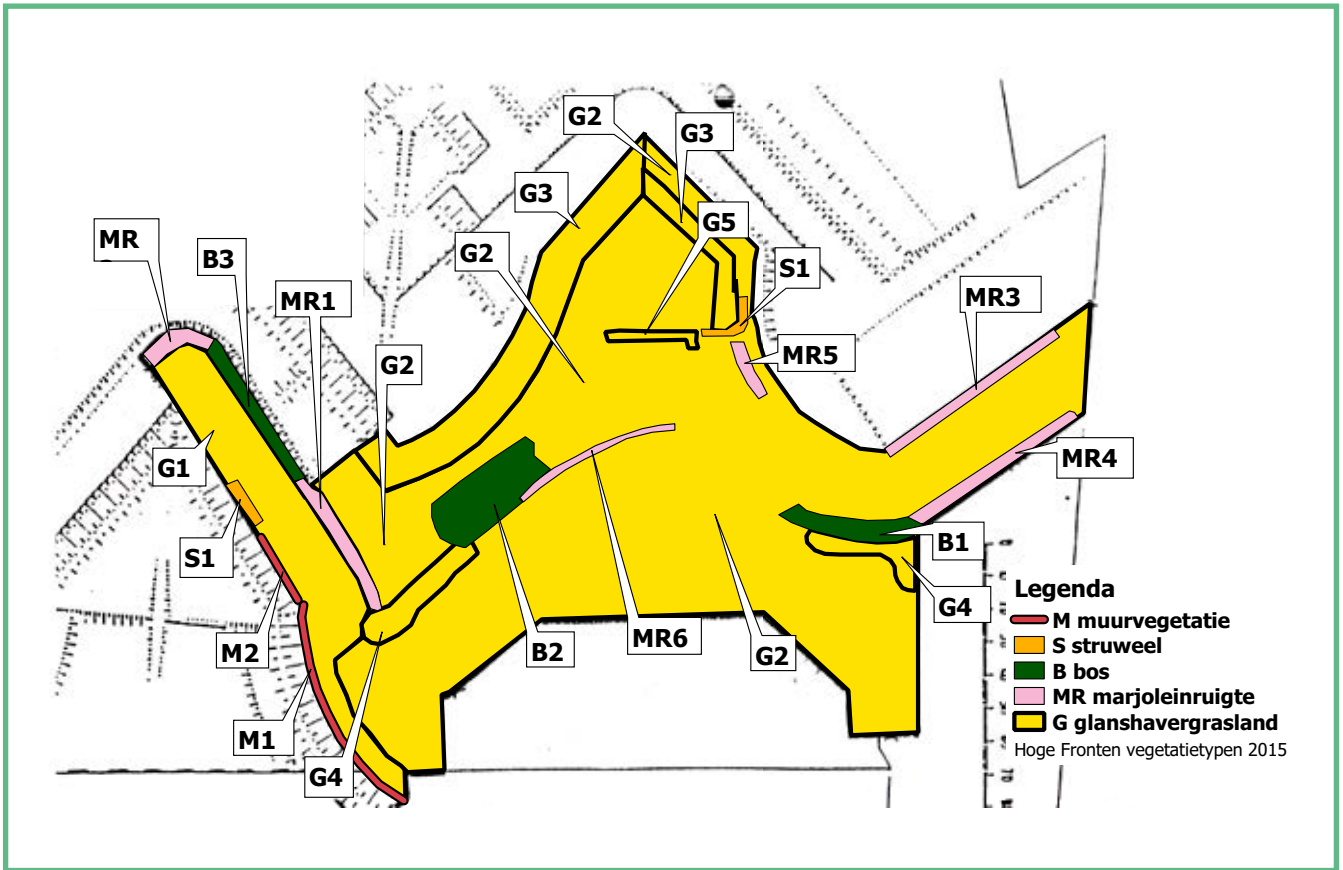 G2
G3
G3
G5
MR
B3
G2
S1
MR1
MR3
MR5
G2
G1
MR4
S1
B1
G4
M2
B2
MR6
G2
M1
G4
Legenda
M muurvegetatie
S struweel
B bos
MR marjoleinruigte
G glanshavergrasland
Hoge Fronten vegetatietypen 2015